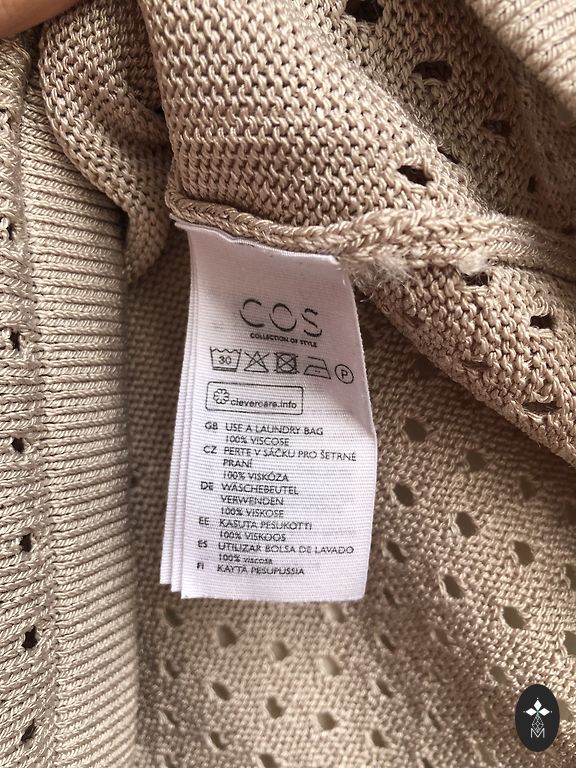 COS
COLLECTION OF STYLE
30
P
clevercare.info
GB USE A LAUNDRY BAG
100% VISCOSE
CZ PERTE V SÁČKU PRO ŠETRNÉ
PRANÍ
100% VISKÓZA
DE WÄSCHEBEUTEL
VERWENDEN
100% VISKOSE
EE KASUTA PESUKOTTI
100% VISKOOS
ES UTILIZAR BOLSA DE LAVADO
100% VISCOSA
FI KÄYTÄ PESUPUSSIA
M